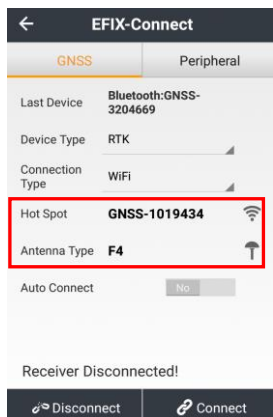 EFIX-Connect
GNSS Peripheral
Last Device Bluetooth:GNSS-
3204669
Device Type RTK
Connection
Type WiFi
Hot Spot GNSS-1019434
Antenna Type F4
Auto Connect No
Receiver Disconnected!
Disconnect Connect